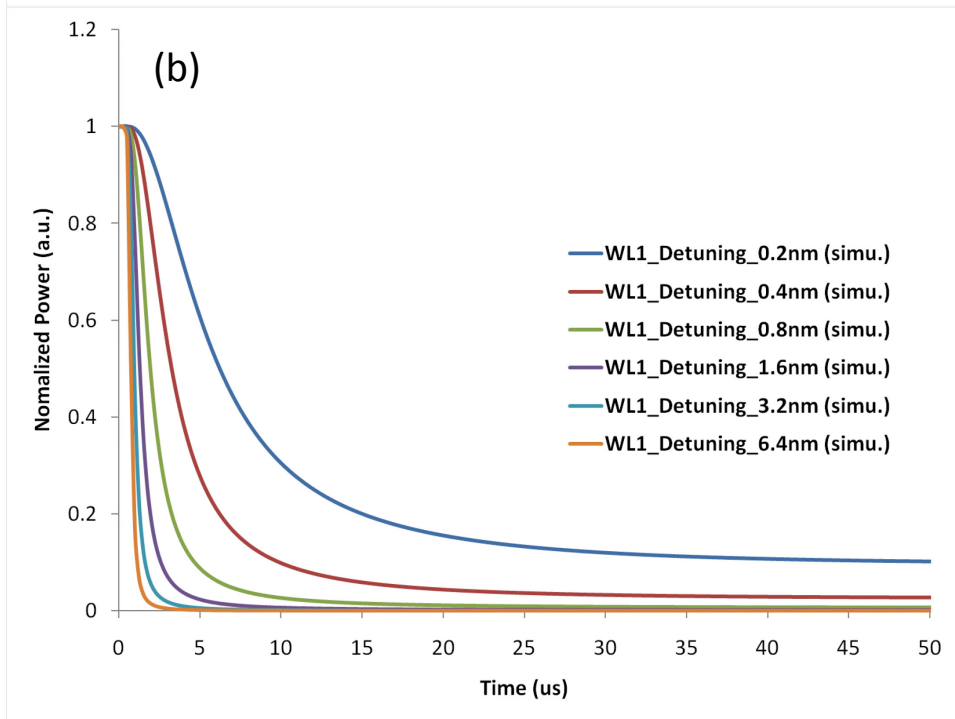 (b)
1.2
1
0.8
0.6
0.4
0.2
0
Nomalized Power (a.u.)
WL1_Detuning_0.2nm (simu.)
WL1_Detuning_0.4nm (simu.)
WL1_Detuning_0.8nm (simu.)
WL1_Detuning_1.6nm (simu.)
WL1_Detuning_3.2nm (simu.)
WL1_Detuning_6.4nm (simu.)
0 5 10 15 20 25 30 35 40 45 50
Time (us)